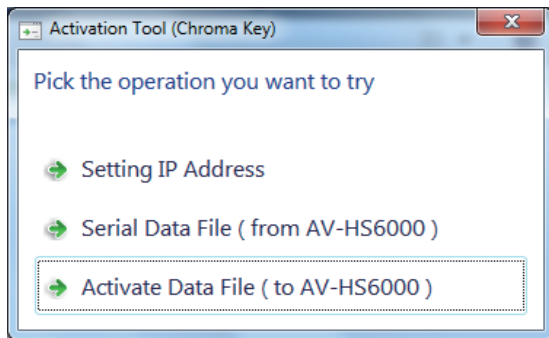 Activation Tool (Chroma Key)
Pick the operation you want to try
Setting IP Address
Serial Data File ( from AV-HS6000 )
Activate Data File ( to AV-HS6000 )